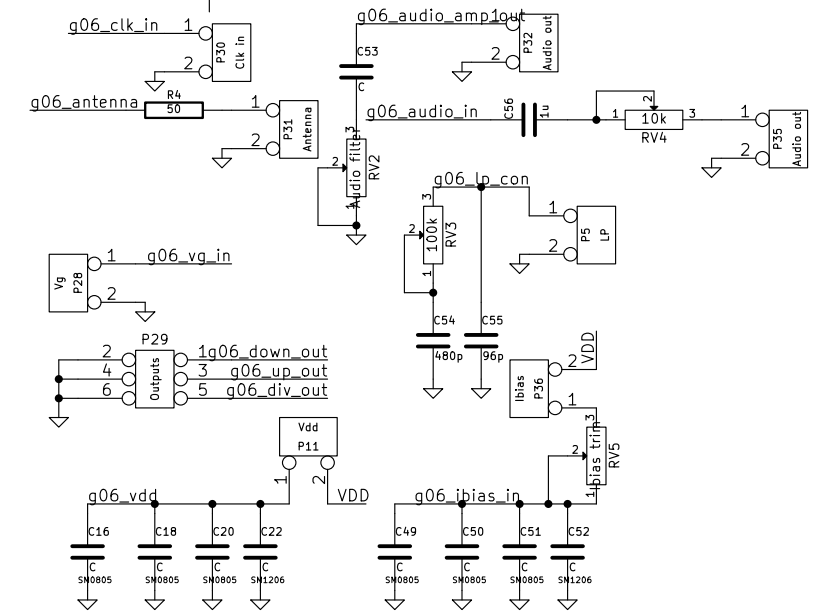 g06_clk_in 1
2
P30
Clk in
g06_audio_amp1out
P32
Audio out
2
C53
C
g06_antenna
R4
50
1
2
P31
Antenna
g06_audio_in
C56
1u
2
1
10k
3
RV4
1
2
P35
Audio out
3
2
1
Audio filter
RV2
g06_lp_con
3
2
1
100k
RV3
1
2
P5
LP
Vg
P28
1
2
g06_vg_in
C54
480p
C55
96p
P29
Outputs
2
4
6
1g06_down_out
3 g06_up_out
5 g06_div_out
Ibias
P36
2
1
VDD
3
2
1
Ibias trim
RV5
Vdd
P11
1
2
VDD
g06_vdd
g06_ibias_in
C16
C
SM0805
C18
C
SM0805
C20
C
SM0805
C22
C
SM1206
C49
C
SM0805
C50
C
SM0805
C51
C
SM0805
C52
C
SM1206